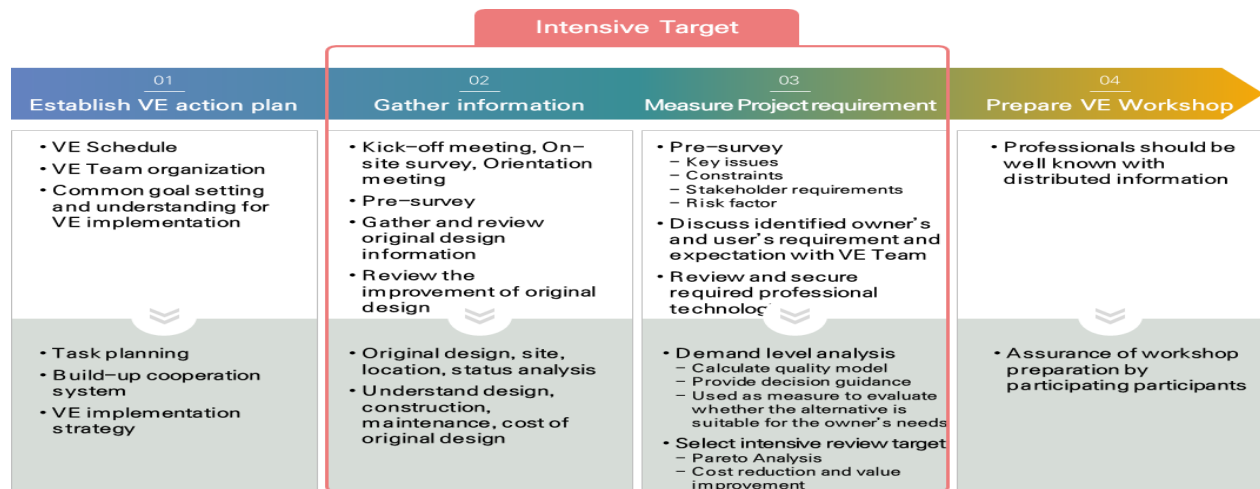 Intensive Target
01
Establish VE action plan
02
Gather information
03
Measure Project requirement
04
Prepare VE Workshop
• VE Schedule
• VE Team organization
• Common goal setting
and understanding for
VE implementation
• Kick-off meeting, On-
site survey, Orientation
meeting
• Pre-survey
• Gather and review
original design
information
• Review the
improvement of original
design
• Pre-survey
– Key issues
– Constraints
– Stakeholder requirements
– Risk factor
• Discuss identified owner's
and user's requirement and
expectation with VE Team
• Review and secure
required professional
technolog
• Professionals should be
well known with
distributed information
• Task planning
• Build-up cooperation
system
• VE implementation
strategy
• Original design, site,
location, status analysis
• Understand design,
construction,
maintenance, cost of
original design
• Demand level analysis
– Calculate quality model
– Provide decision guidance
– Used as measure to evaluate
whether the alternative is
suitable for the owner's needs
• Select intensive review target
– Pareto Analysis
– Cost reduction and value
improvement
• Assurance of workshop
preparation by
participating participants